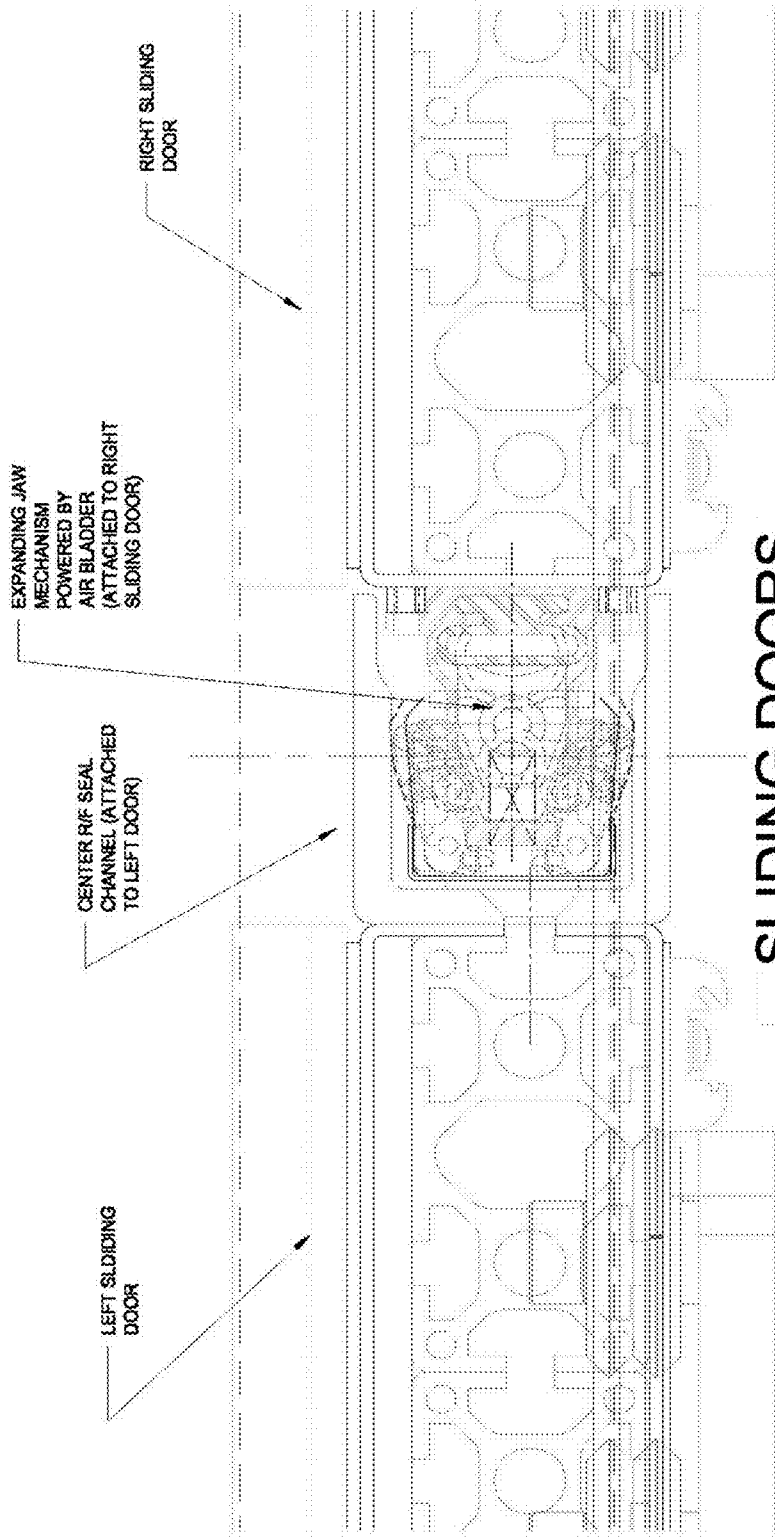 LEFT SLDIDING
DOOR
CENTER R/F SEAL
CHANNEL (ATTACHED
TO LEFT DOOR)
EXPANDING JAW
MECHANISM
POWERED BY
AIR BLADDER
(ATTACHED TO RIGHT
SLIDING DOOR)
RIGHT SLIDING
DOOR
SLIDING DOORS